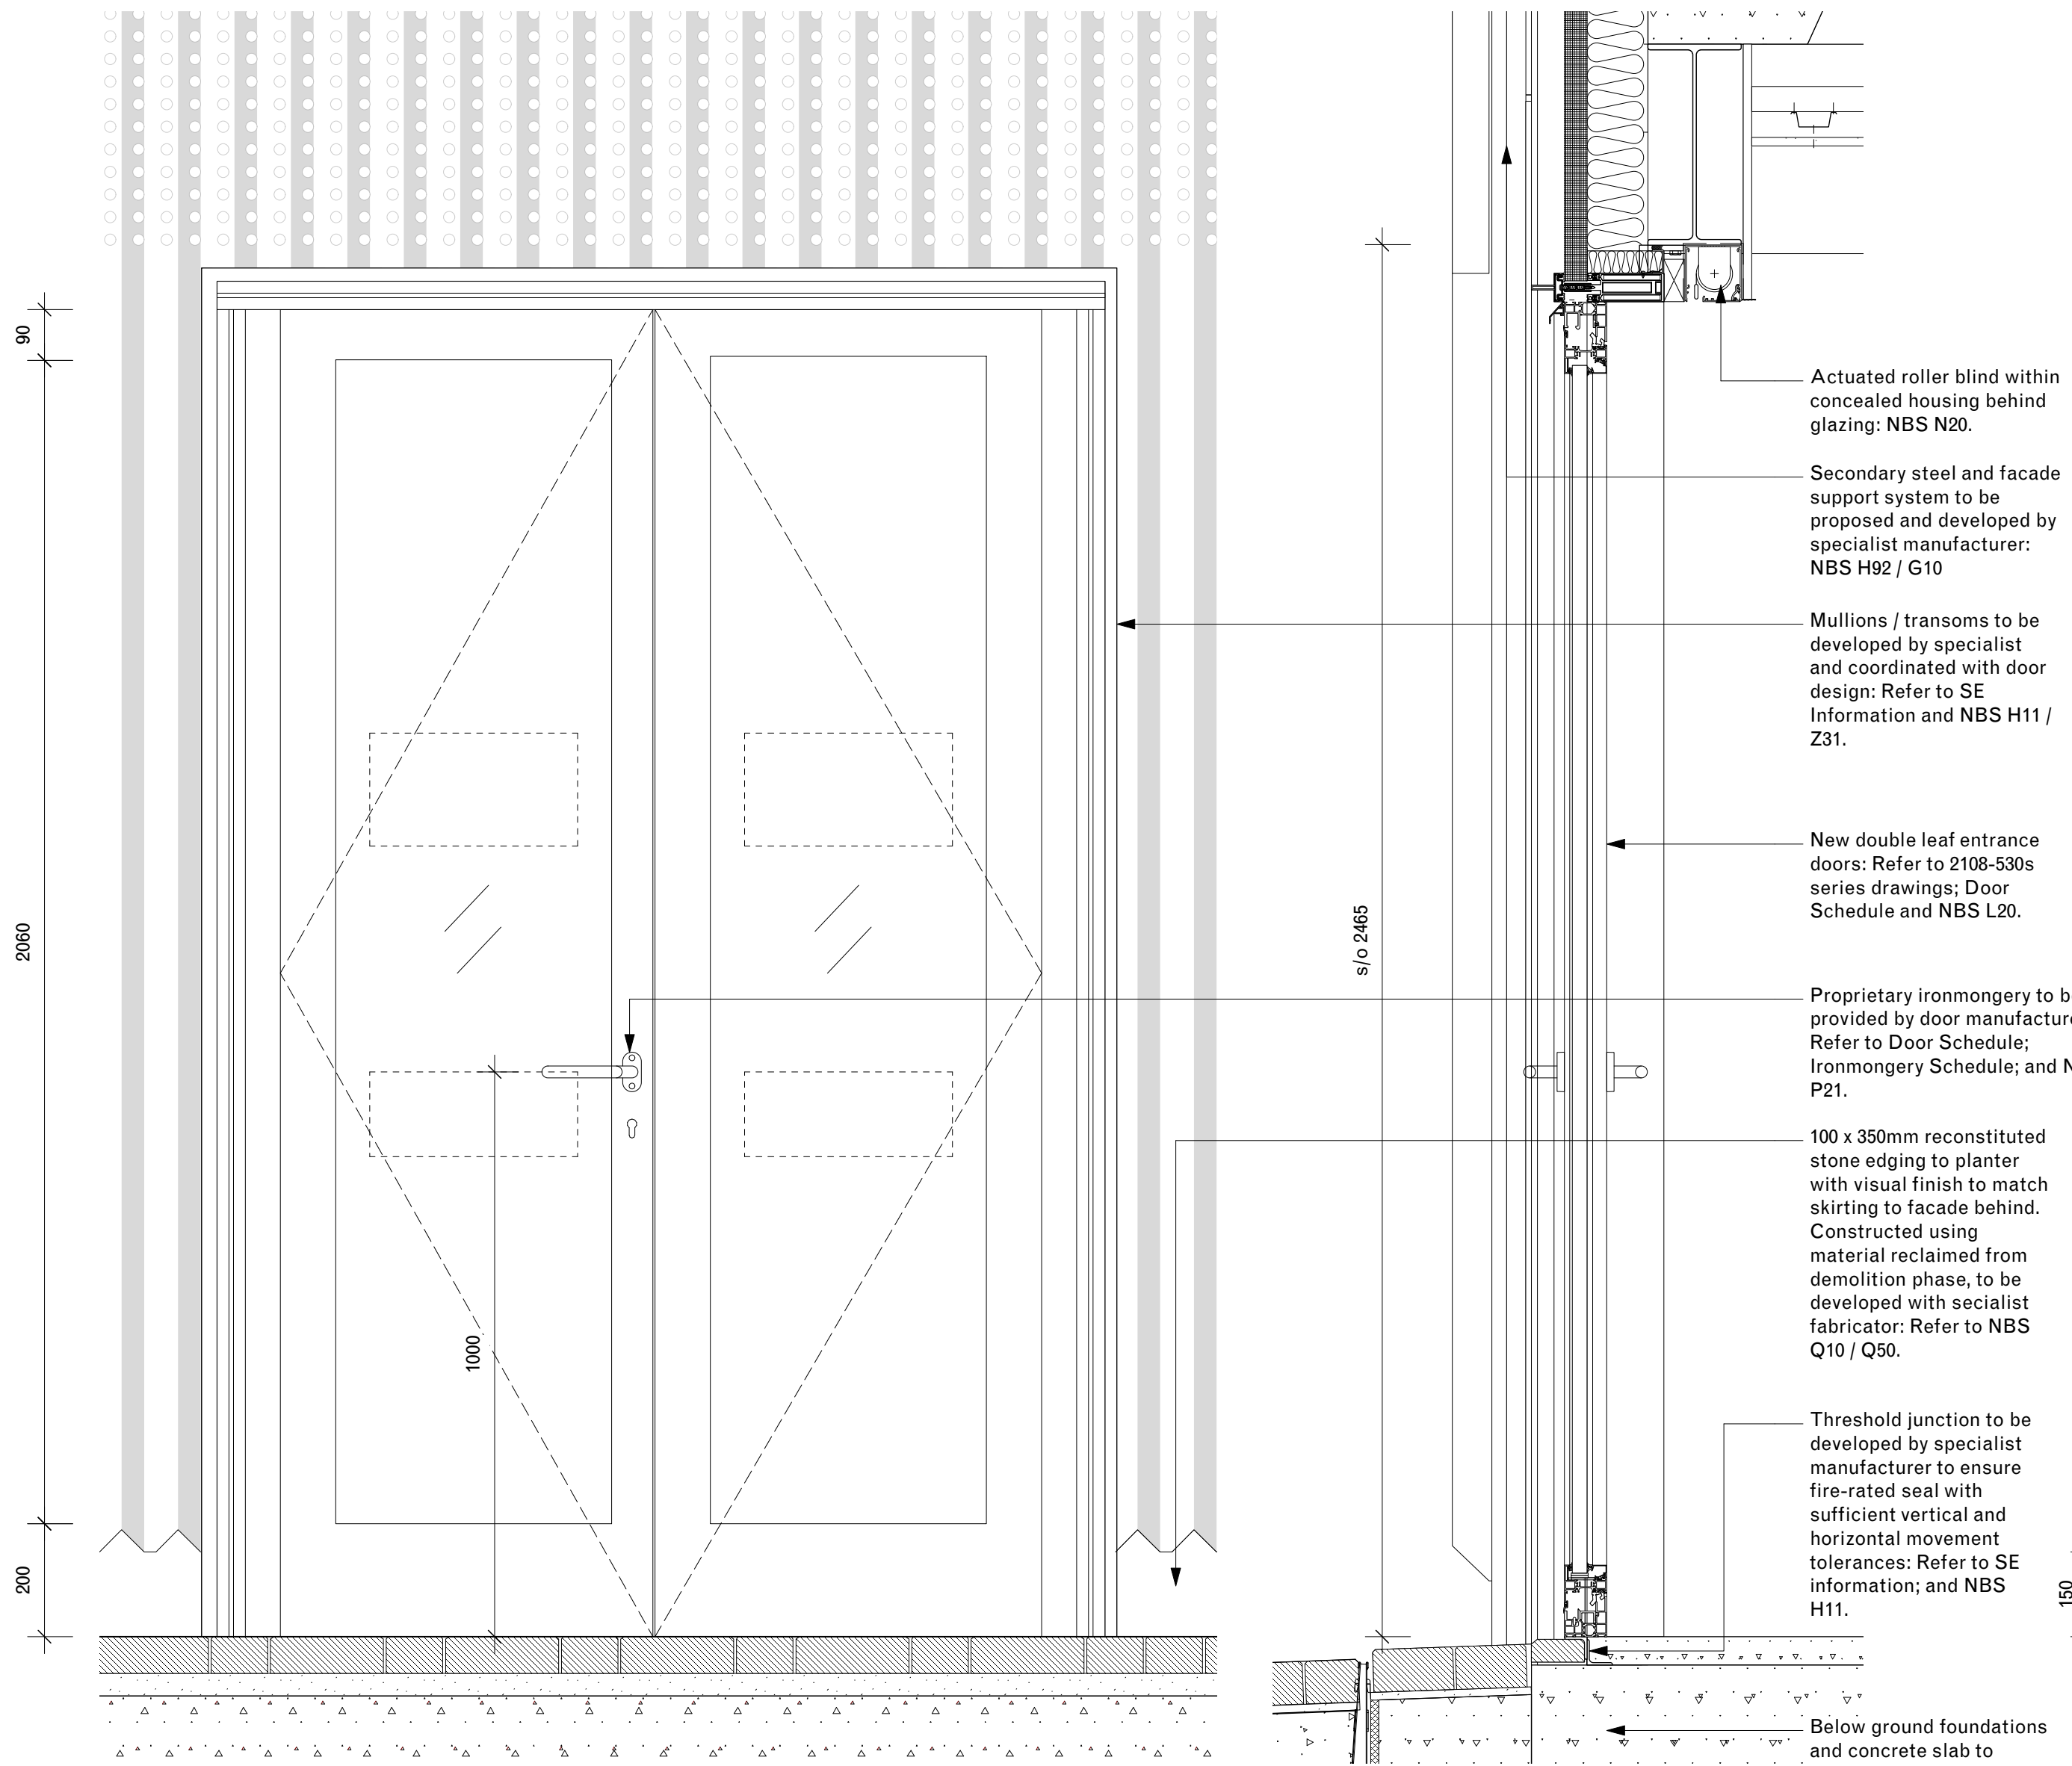 90
2060
200
1000
s/o 2465
Actuated roller blind within
concealed housing behind
glazing: NBS N20.
Secondary steel and facade
support system to be
proposed and developed by
specialist manufacturer:
NBS H92 / G10
Mullions / transoms to be
developed by specialist
and coordinated with door
design: Refer to SE
Information and NBS H11 /
Z31.
New double leaf entrance
doors: Refer to 2108-530s
series drawings; Door
Schedule and NBS L20.
Proprietary ironmongery to
provided by door
Refer to Door Schedule;
Ironmongery Schedule; and
P21.
100 x 350mm reconstituted
stone edging to planter
with visual finish to match
skirting to facade behind.
Constructed using
material reclaimed from
demolition phase, to be
developed with secialist
fabricator: Refer to NBS
Q10 / Q50.
Threshold junction to be
developed by specialist
manufacturer to ensure
fire-rated seal with
sufficient vertical and
horizontal movement
tolerances: Refer to SE
information; and NBS
H11.
150
Below ground foundations
and concrete slab to